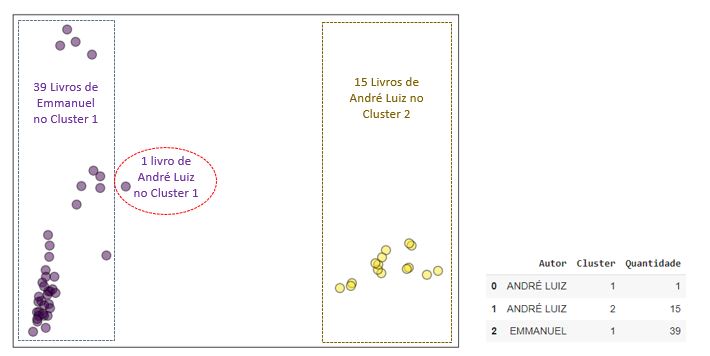 39 Livros de
Emmanuel
no Cluster 1
15 Livros de
André Luiz no
Cluster 2
1 livro de
André Luiz
no Cluster 1
Autor Cluster Quantidade
0 ANDRÉ LUIZ 1 1
1 ANDRÉ LUIZ 2 15
2 EMMANUEL 1 39